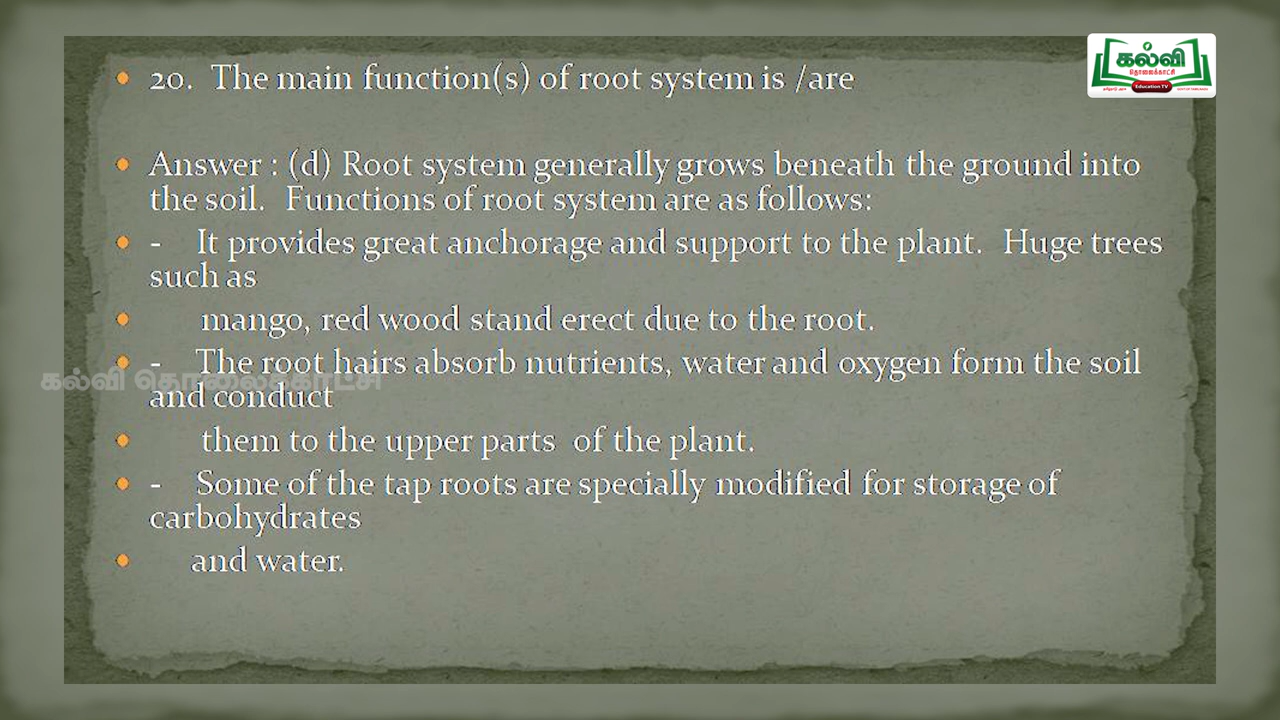 கல்வி
தொலைக்காட்சி
Education TV
• 20. The main function(s) of root system is /are
• Answer : (d) Root system generally grows beneath the ground into
the soil. Functions of root system are as follows:
• - It provides great anchorage and support to the plant. Huge trees
such as
• mango, red wood stand erect due to the root.
• - The root hairs absorb nutrients, water and oxygen form the soil
கல்வி தொலைக்காட்சி
and conduct
• them to the upper parts of the plant.
• - Some of the tap roots are specially modified for storage of
carbohydrates
• and water.